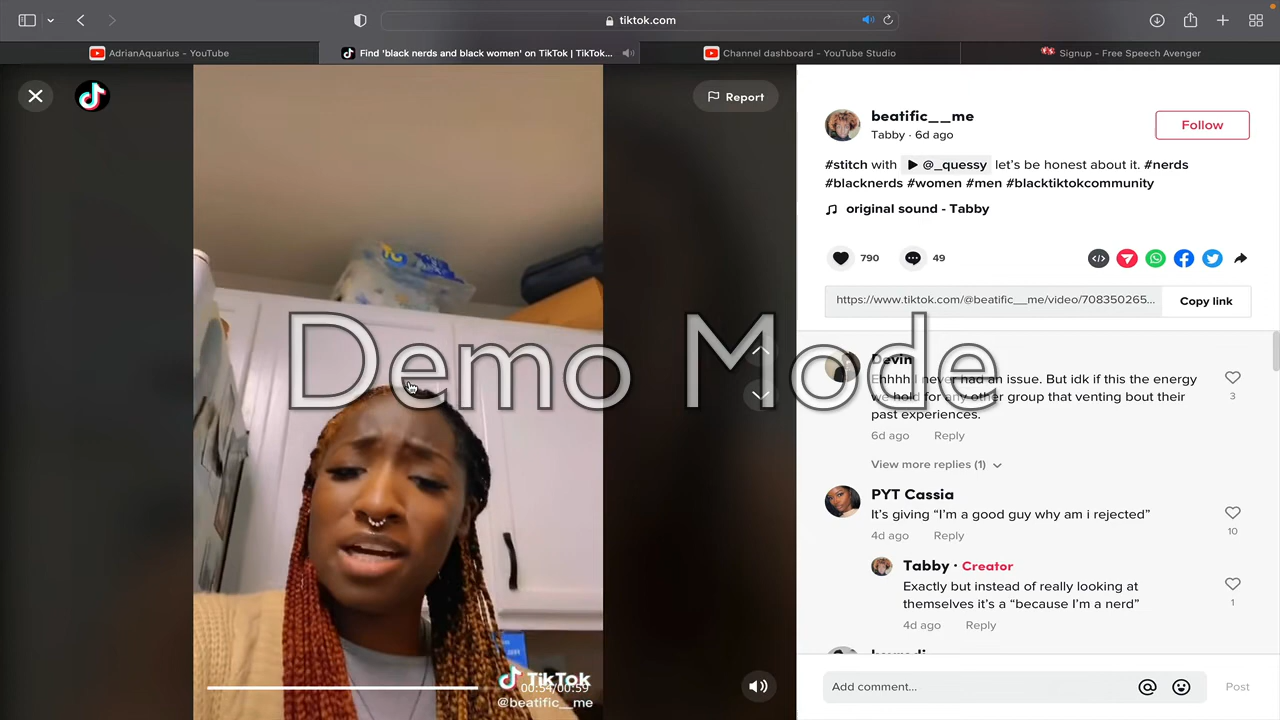 tiktok.com
AdrianAquarius - YouTube
Find 'black nerds and black women' on TikTok | TikTok...
Channel dashboard - YouTube Studio
Signup - Free Speech Avenger
Report
beatific__me
Tabby · 6d ago
Follow
#stitch with @_quessy let's be honest about it. #nerds
#blacknerds #women #men #blacktiktokcommunity
original sound - Tabby
790
49
https://www.tiktok.com/@beatific__me/video/708350265...
Copy link
Demo Mode
Devin
Ehhhh I never had an issue. But idk if this the energy
we hold for any other group that venting bout their
past experiences.
3
6d ago Reply
View more replies (1)
PYT Cassia
It's giving “I'm a good guy why am i rejected”
10
4d ago Reply
Tabby · Creator
Exactly but instead of really looking at
themselves it's a “because I'm a nerd”
1
4d ago Reply
TikTok
00:54/00:59
@beatific__me
Add comment...
Post